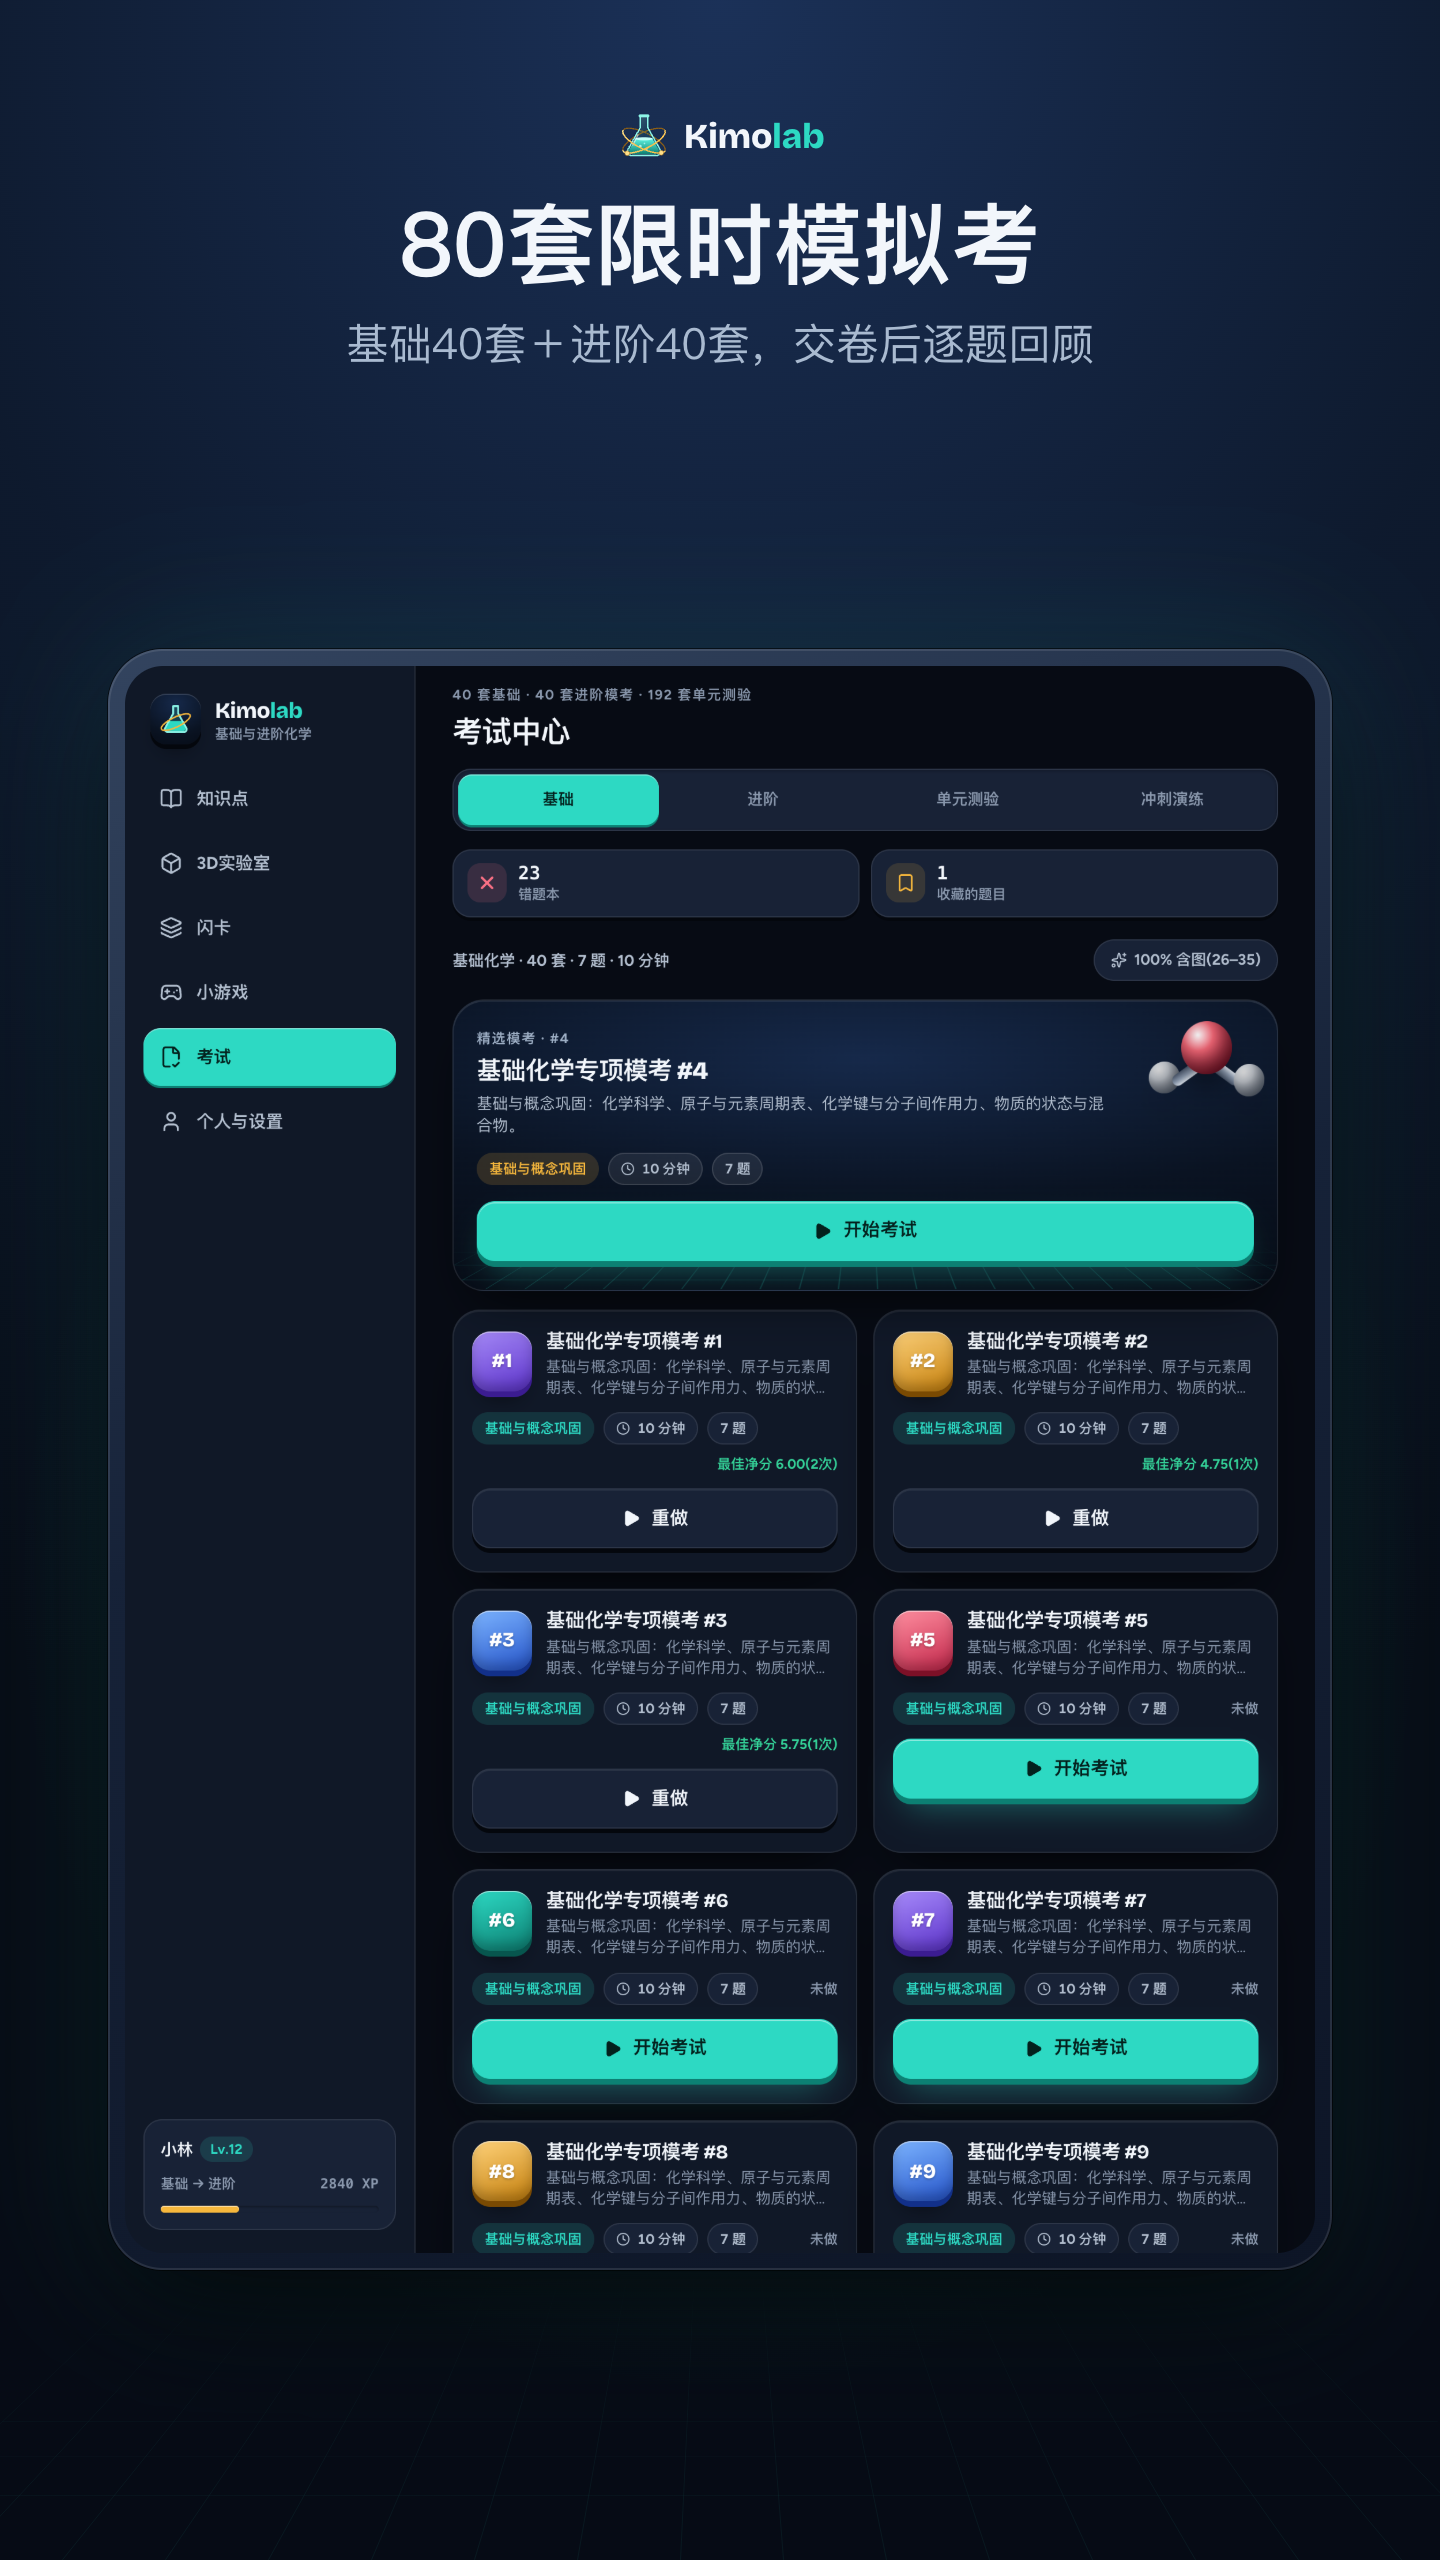 Kimolab
80套限时模拟考
基础40套＋进阶40套，交卷后逐题回顾
Kimolab
基础与进阶化学
知识点
3D实验室
闪卡
小游戏
考试
个人与设置
小林 Lv.12
基础 → 进阶 2840 XP
40 套基础 · 40 套进阶模考 · 192 套单元测验
考试中心
基础 进阶 单元测验 冲刺演练
23
错题本
1
收藏的题目
基础化学 · 40 套 · 7 题 · 10 分钟
100% 含图(26–35)
精选模考 · #4
基础化学专项模考 #4
基础与概念巩固：化学科学、原子与元素周期表、化学键与分子间作用力、物质的状态与混
合物。
基础与概念巩固 10 分钟 7 题
开始考试
#1
基础化学专项模考 #1
基础与概念巩固：化学科学、原子与元素周
期表、化学键与分子间作用力、物质的状...
基础与概念巩固 10 分钟 7 题
最佳净分 6.00(2次)
重做
#2
基础化学专项模考 #2
基础与概念巩固：化学科学、原子与元素周
期表、化学键与分子间作用力、物质的状...
基础与概念巩固 10 分钟 7 题
最佳净分 4.75(1次)
重做
#3
基础化学专项模考 #3
基础与概念巩固：化学科学、原子与元素周
期表、化学键与分子间作用力、物质的状...
基础与概念巩固 10 分钟 7 题
最佳净分 5.75(1次)
重做
#5
基础化学专项模考 #5
基础与概念巩固：化学科学、原子与元素周
期表、化学键与分子间作用力、物质的状...
基础与概念巩固 10 分钟 7 题 未做
开始考试
#6
基础化学专项模考 #6
基础与概念巩固：化学科学、原子与元素周
期表、化学键与分子间作用力、物质的状...
基础与概念巩固 10 分钟 7 题 未做
开始考试
#7
基础化学专项模考 #7
基础与概念巩固：化学科学、原子与元素周
期表、化学键与分子间作用力、物质的状...
基础与概念巩固 10 分钟 7 题 未做
开始考试
#8
基础化学专项模考 #8
基础与概念巩固：化学科学、原子与元素周
期表、化学键与分子间作用力、物质的状...
基础与概念巩固 10 分钟 7 题 未做
#9
基础化学专项模考 #9
基础与概念巩固：化学科学、原子与元素周
期表、化学键与分子间作用力、物质的状...
基础与概念巩固 10 分钟 7 题 未做